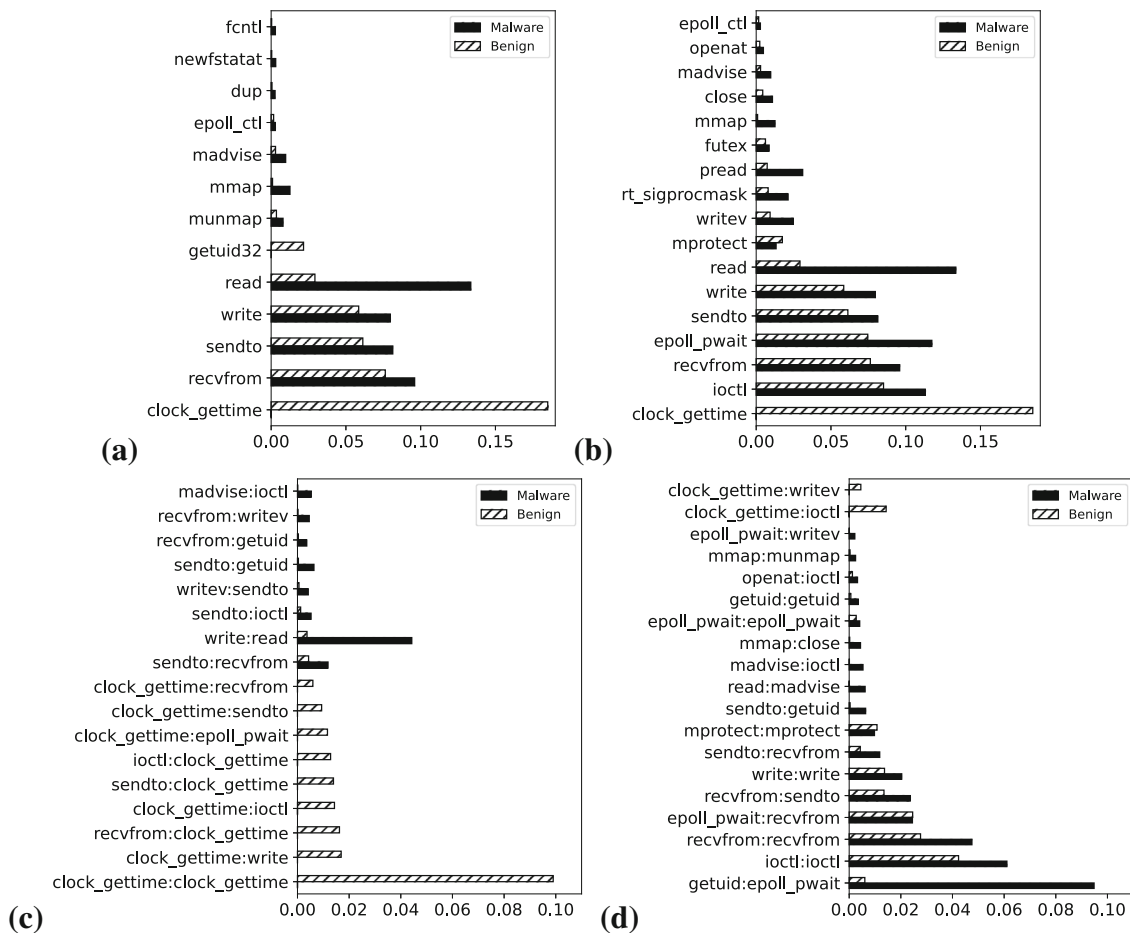 fcntl
newfstatat
dup
epoll_ctl
madvise
mmap
munmap
getuid32
read
write
sendto
recvfrom
clock_gettime
Malware
Benign
0.00 0.05 0.10 0.15
(a)
epoll_ctl
openat
madvise
close
mmap
futex
pread
rt_sigprocmask
writev
mprotect
read
write
sendto
epoll_pwait
recvfrom
ioctl
clock_gettime
Malware
Benign
0.00 0.05 0.10 0.15
(b)
madvise:ioctl
recvfrom:writev
recvfrom:getuid
sendto:getuid
writev:sendto
sendto:ioctl
write:read
sendto:recvfrom
clock_gettime:recvfrom
clock_gettime:sendto
clock_gettime:epoll_pwait
ioctl:clock_gettime
sendto:clock_gettime
clock_gettime:ioctl
recvfrom:clock_gettime
clock_gettime:write
clock_gettime:clock_gettime
Malware
Benign
0.00 0.02 0.04 0.06 0.08 0.10
(c)
clock_gettime:writev
clock_gettime:ioctl
epoll_pwait:writev
mmap:munmap
openat:ioctl
getuid:getuid
epoll_pwait:epoll_pwait
mmap:close
madvise:ioctl
read:madvise
sendto:getuid
mprotect:mprotect
sendto:recvfrom
write:write
recvfrom:sendto
epoll_pwait:recvfrom
recvfrom:recvfrom
ioctl:ioctl
getuid:epoll_pwait
Malware
Benign
0.00 0.02 0.04 0.06 0.08 0.10
(d)